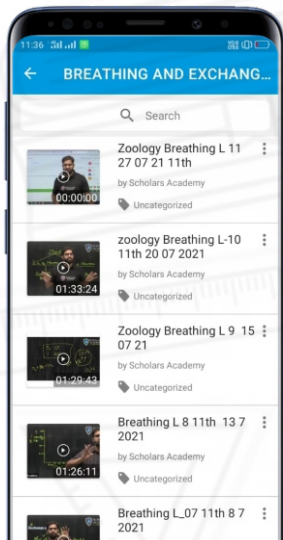 11:36
BREATHING AND EXCHANG...
Search
Zoology Breathing L 11
27 07 21 11th
by Scholars Academy
00:00:00
Uncategorized
zoology Breathing L-10
11th 20 07 2021
by Scholars Academy
01:33:24
Uncategorized
Zoology Breathing L 9 15
07 21
by Scholars Academy
01:29:43
Uncategorized
Breathing L 8 11th 13 7
2021
by Scholars Academy
01:26:11
Uncategorized
Breathing L_07 11th 8 7
2021